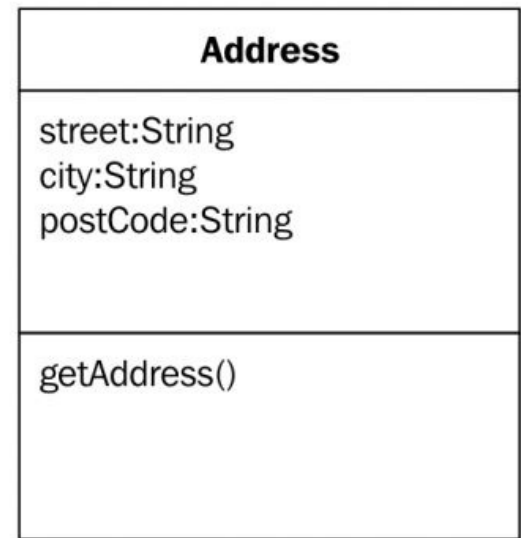 Address
street:String
city:String
postCode:String
getAddress()